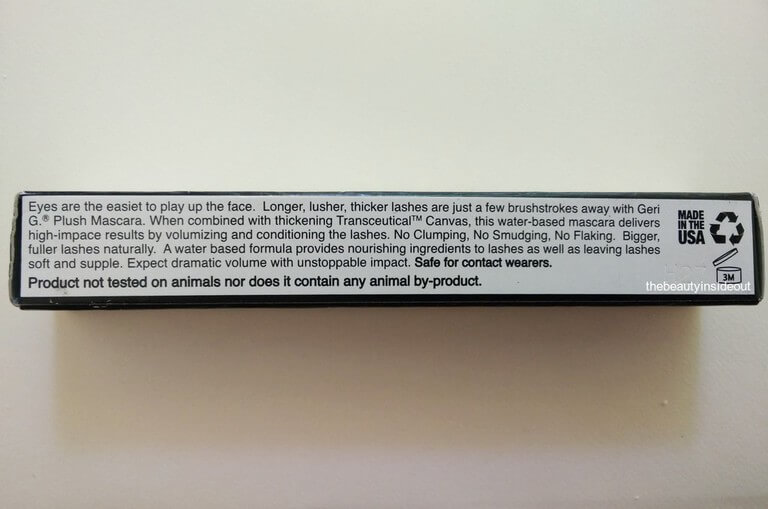 Eyes are the easiet to play up the face. Longer, lusher, thicker lashes are just a few brushstrokes away with Geri
G.® Plush Mascara. When combined with thickening Transceutical™ Canvas, this water-based mascara delivers
high-impace results by volumizing and conditioning the lashes. No Clumping, No Smudging, No Flaking. Bigger,
fuller lashes naturally. A water based formula provides nourishing ingredients to lashes as well as leaving lashes
soft and supple. Expect dramatic volume with unstoppable impact. Safe for contact wearers.
Product not tested on animals nor does it contain any animal by-product.
MADE
IN THE
USA
3M
thebeautyinsideout